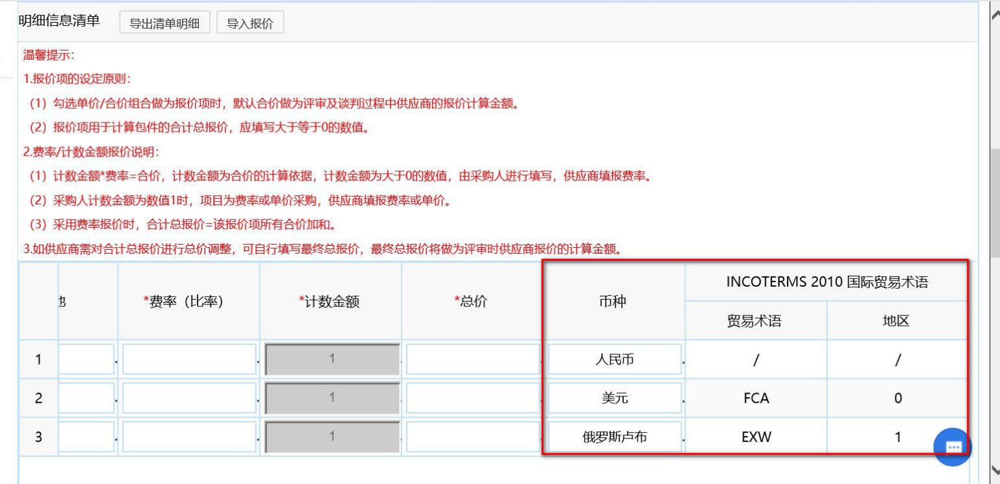 明细信息清单 导出清单明细 导入报价
温馨提示：
1.报价项的设定原则：
（1）勾选单价/合价组合做为报价项时，默认合价做为评审及谈判过程中供应商的报价计算金额。
（2）报价项用于计算包件的合计总报价，应填写大于等于0的数值。
2.费率/计数金额报价说明：
（1）计数金额*费率=合价，计数金额为合价的计算依据，计数金额为大于0的数值，由采购人进行填写，供应商填报费率。
（2）采购人计数金额为数值1时，项目为费率或单价采购，供应商填报费率或单价。
（3）采用费率报价时，合计总报价=该报价项所有合价加和。
3.如供应商需对合计总报价进行总价调整，可自行填写最终总报价，最终总报价将做为评审时供应商报价的计算金额。
*费率（比率） *计数金额 *总价 币种 INCOTERMS 2010 国际贸易术语
贸易术语 地区
1 1 人民币 / /
2 1 美元 FCA 0
3 1 俄罗斯卢布 EXW 1